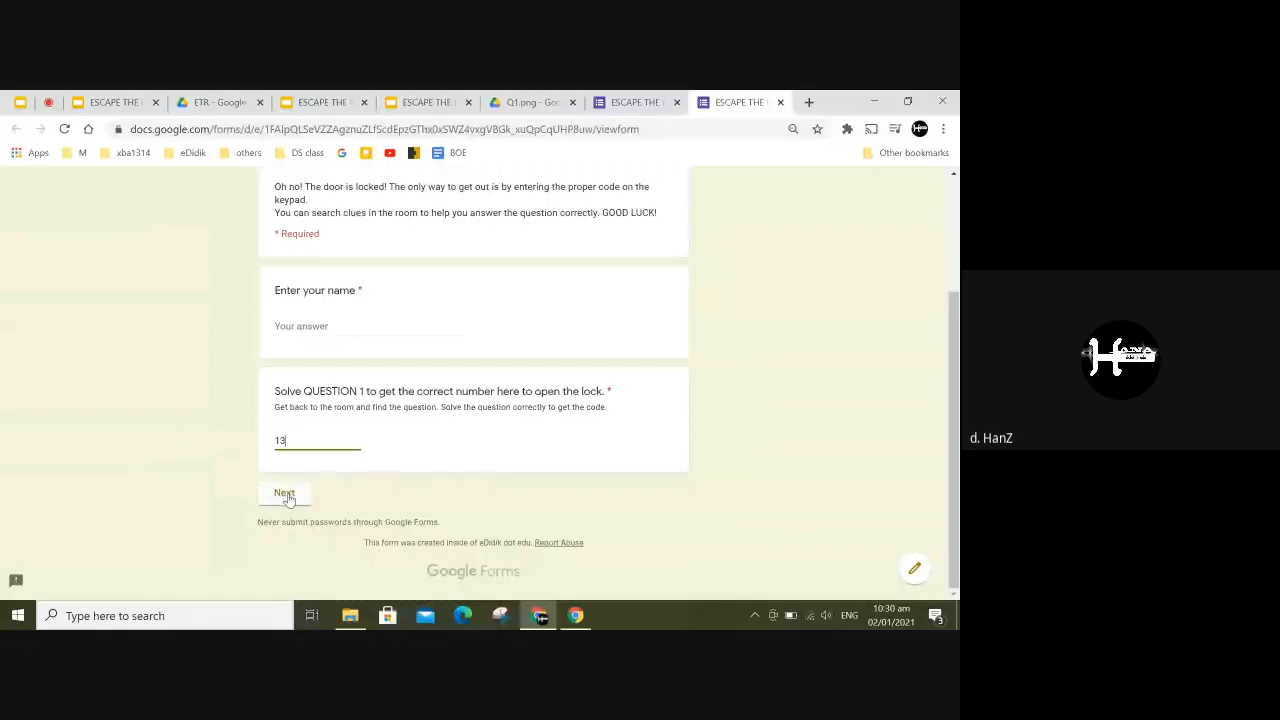 ESCAPE THE
ETR - Google
ESCAPE THE
ESCAPE THE
Q1.png - Goo
ESCAPE THE
ESCAPE THE
docs.google.com/forms/d/e/1FAIpQLSeVZZAgznuZLfScdEpzGThx0xSWZ4vxgVBGk_xuQpCqUHP8uw/viewform
Apps
M
xba1314
eDidik
others
DS class
BOE
Other bookmarks
Oh no! The door is locked! The only way to get out is by entering the proper code on the
keypad.
You can search clues in the room to help you answer the question correctly. GOOD LUCK!
* Required
Enter your name *
Your answer
Solve QUESTION 1 to get the correct number here to open the lock. *
Get back to the room and find the question. Solve the question correctly to get the code.
13
Next
Never submit passwords through Google Forms.
This form was created inside of eDidik dot edu. Report Abuse
Google Forms
d. HanZ
Type here to search
ENG
10:30 am
02/01/2021
3